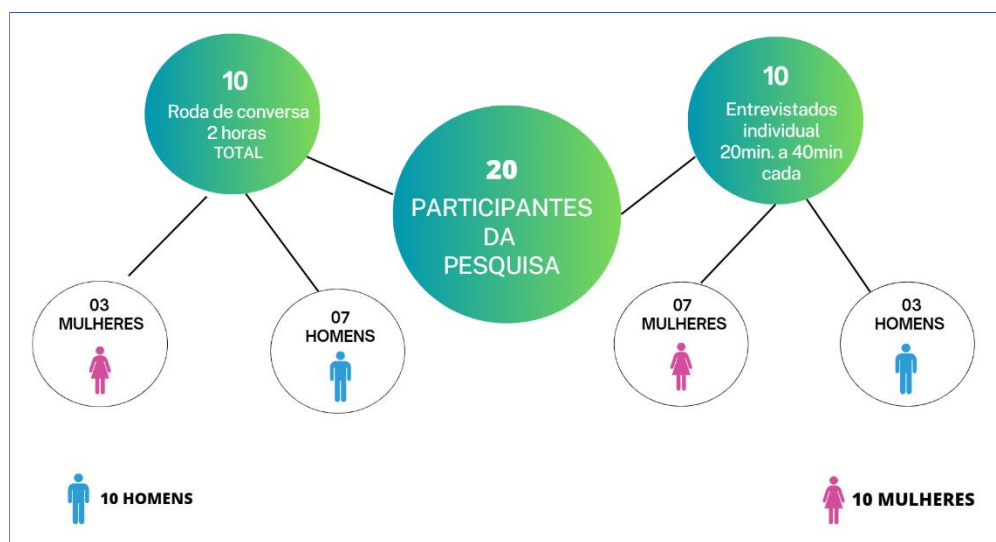 10
Roda de conversa
2 horas
TOTAL
20
PARTICIPANTES
DA
PESQUISA
10
Entrevistados
individual
20min. a 40min
cada
03
MULHERES
07
HOMENS
07
MULHERES
03
HOMENS
10 HOMENS
10 MULHERES